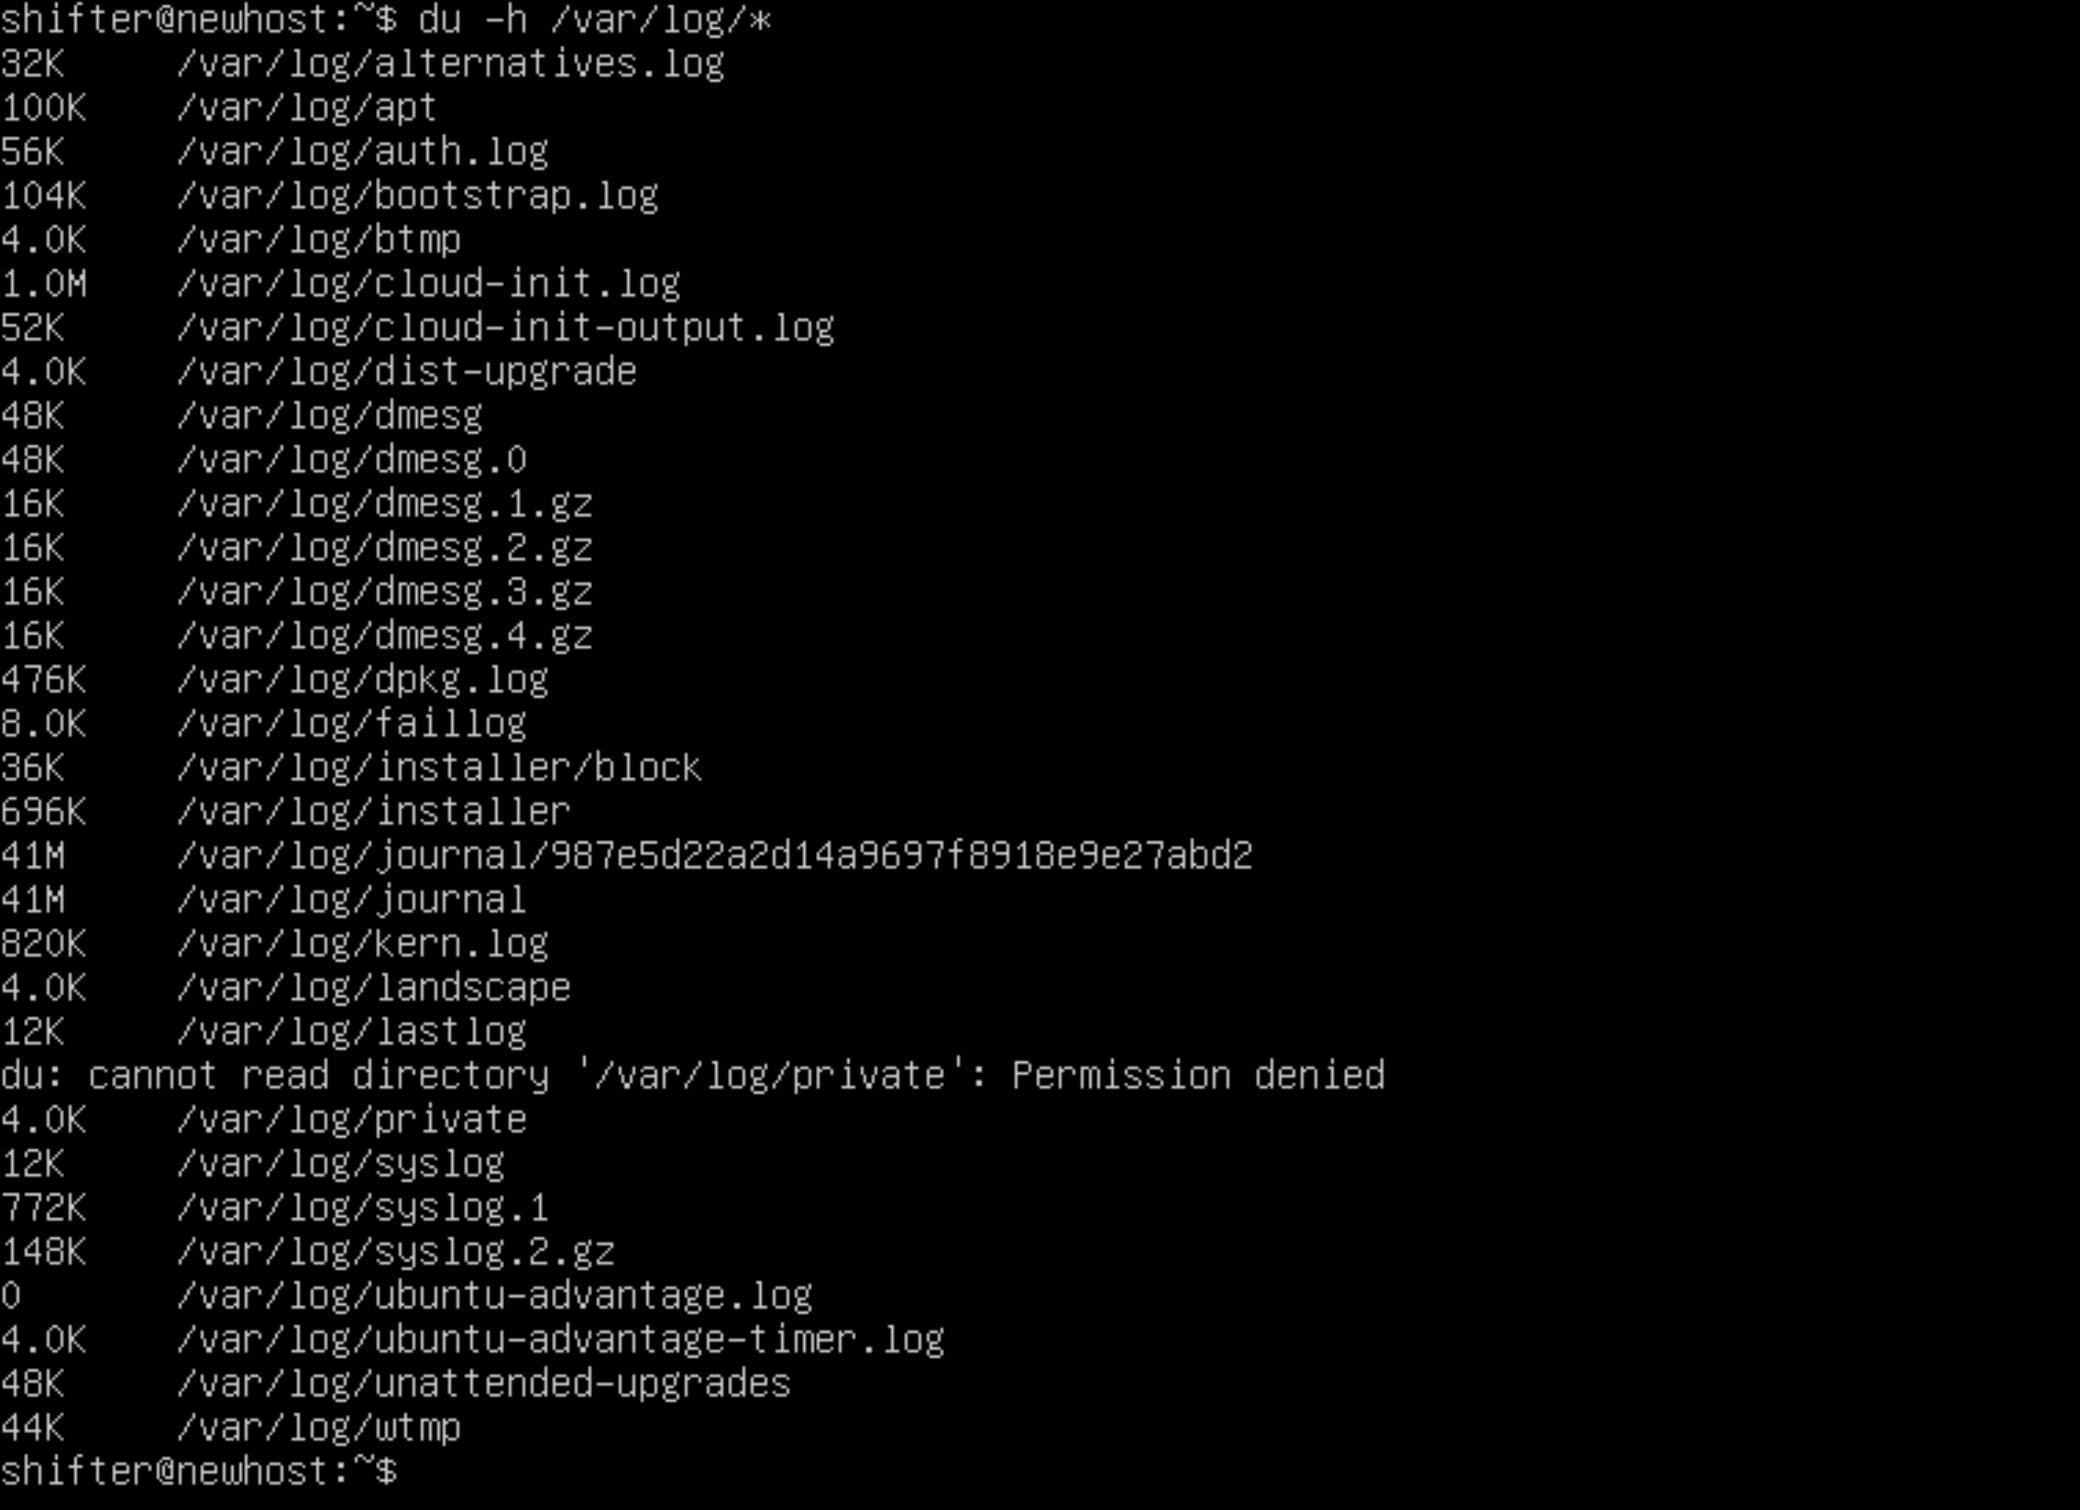 shifter@newhost:~$ du -h /var/log/*
32K     /var/log/alternatives.log
100K    /var/log/apt
56K     /var/log/auth.log
104K    /var/log/bootstrap.log
4.0K    /var/log/btmp
1.0M    /var/log/cloud-init.log
52K     /var/log/cloud-init-output.log
4.0K    /var/log/dist-upgrade
48K     /var/log/dmesg
48K     /var/log/dmesg.0
16K     /var/log/dmesg.1.gz
16K     /var/log/dmesg.2.gz
16K     /var/log/dmesg.3.gz
16K     /var/log/dmesg.4.gz
476K    /var/log/dpkg.log
8.0K    /var/log/faillog
36K     /var/log/installer/block
696K    /var/log/installer
41M     /var/log/journal/987e5d22a2d14a9697f8918e9e27abd2
41M     /var/log/journal
820K    /var/log/kern.log
4.0K    /var/log/landscape
12K     /var/log/lastlog
du: cannot read directory '/var/log/private': Permission denied
4.0K    /var/log/private
12K     /var/log/syslog
772K    /var/log/syslog.1
148K    /var/log/syslog.2.gz
0       /var/log/ubuntu-advantage.log
4.0K    /var/log/ubuntu-advantage-timer.log
48K     /var/log/unattended-upgrades
44K     /var/log/wtmp
shifter@newhost:~$